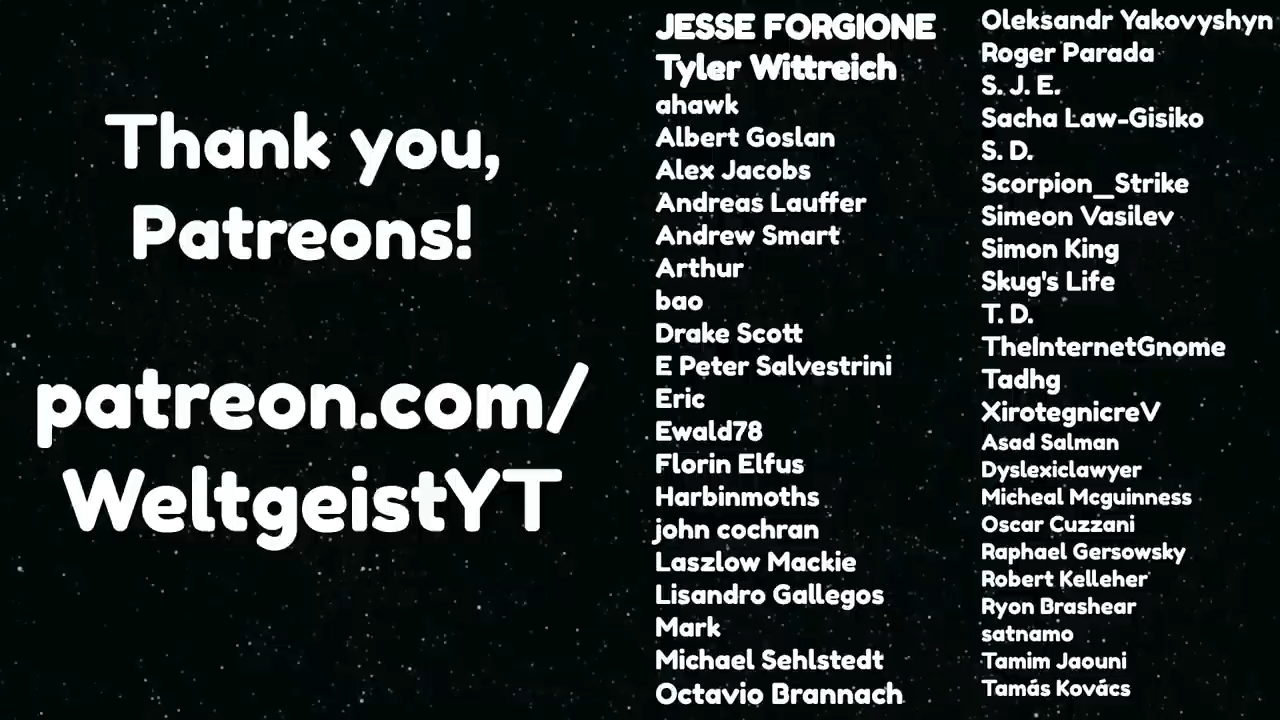 Thank you,
Patreons!
patreon.com/
WeltgeistYT
JESSE FORGIONE
Tyler Wittreich
ahawk
Albert Goslan
Alex Jacobs
Andreas Lauffer
Andrew Smart
Arthur
bao
Drake Scott
E Peter Salvestrini
Eric
Ewald78
Florin Elfus
Harbinmoths
john cochran
Laszlow Mackie
Lisandro Gallegos
Mark
Michael Sehlstedt
Octavio Brannach
Oleksandr Yakovyshyn
Roger Parada
S. J. E.
Sacha Law-Gisiko
S. D.
Scorpion_Strike
Simeon Vasilev
Simon King
Skug's Life
T. D.
TheInternetGnome
Tadhg
XirotegnicreV
Asad Salman
Dyslexiclawyer
Micheal Mcguinness
Oscar Cuzzani
Raphael Gersowsky
Robert Kelleher
Ryon Brashear
satnamo
Tamim Jaouni
Tamás Kovács